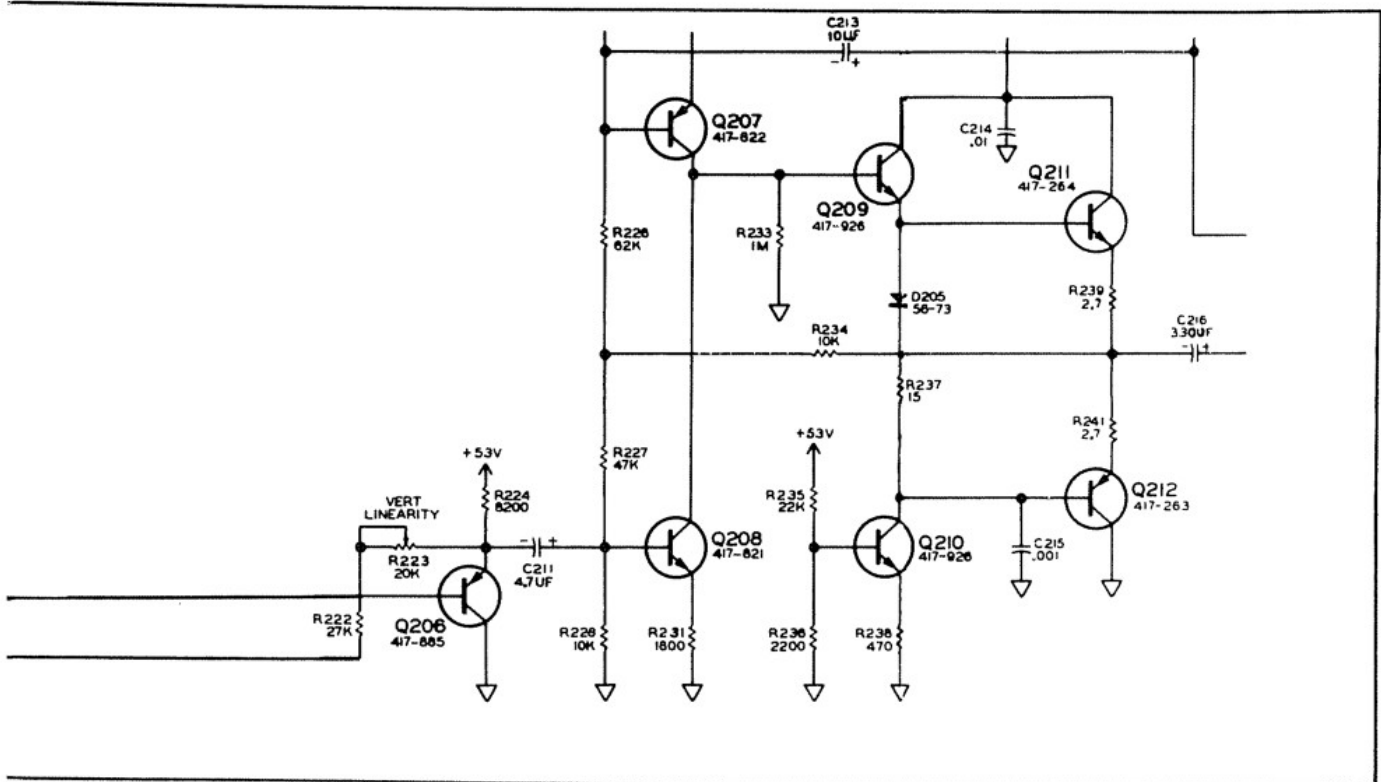 C213
10UF
Q207
417-822
C214
.01
Q211
417-264
Q209
417-926
R226
62K
R233
1M
D205
56-73
R239
2.7
C216
330UF
R234
10K
R237
15
R241
2.7
+53V
+53V
R227
47K
R224
8200
VERT
LINEARITY
R235
22K
Q212
417-263
Q208
417-821
Q210
417-926
R223
20K
C211
4.7UF
C215
.001
R222
27K
Q206
417-885
R228
10K
R231
1800
R236
2200
R238
470